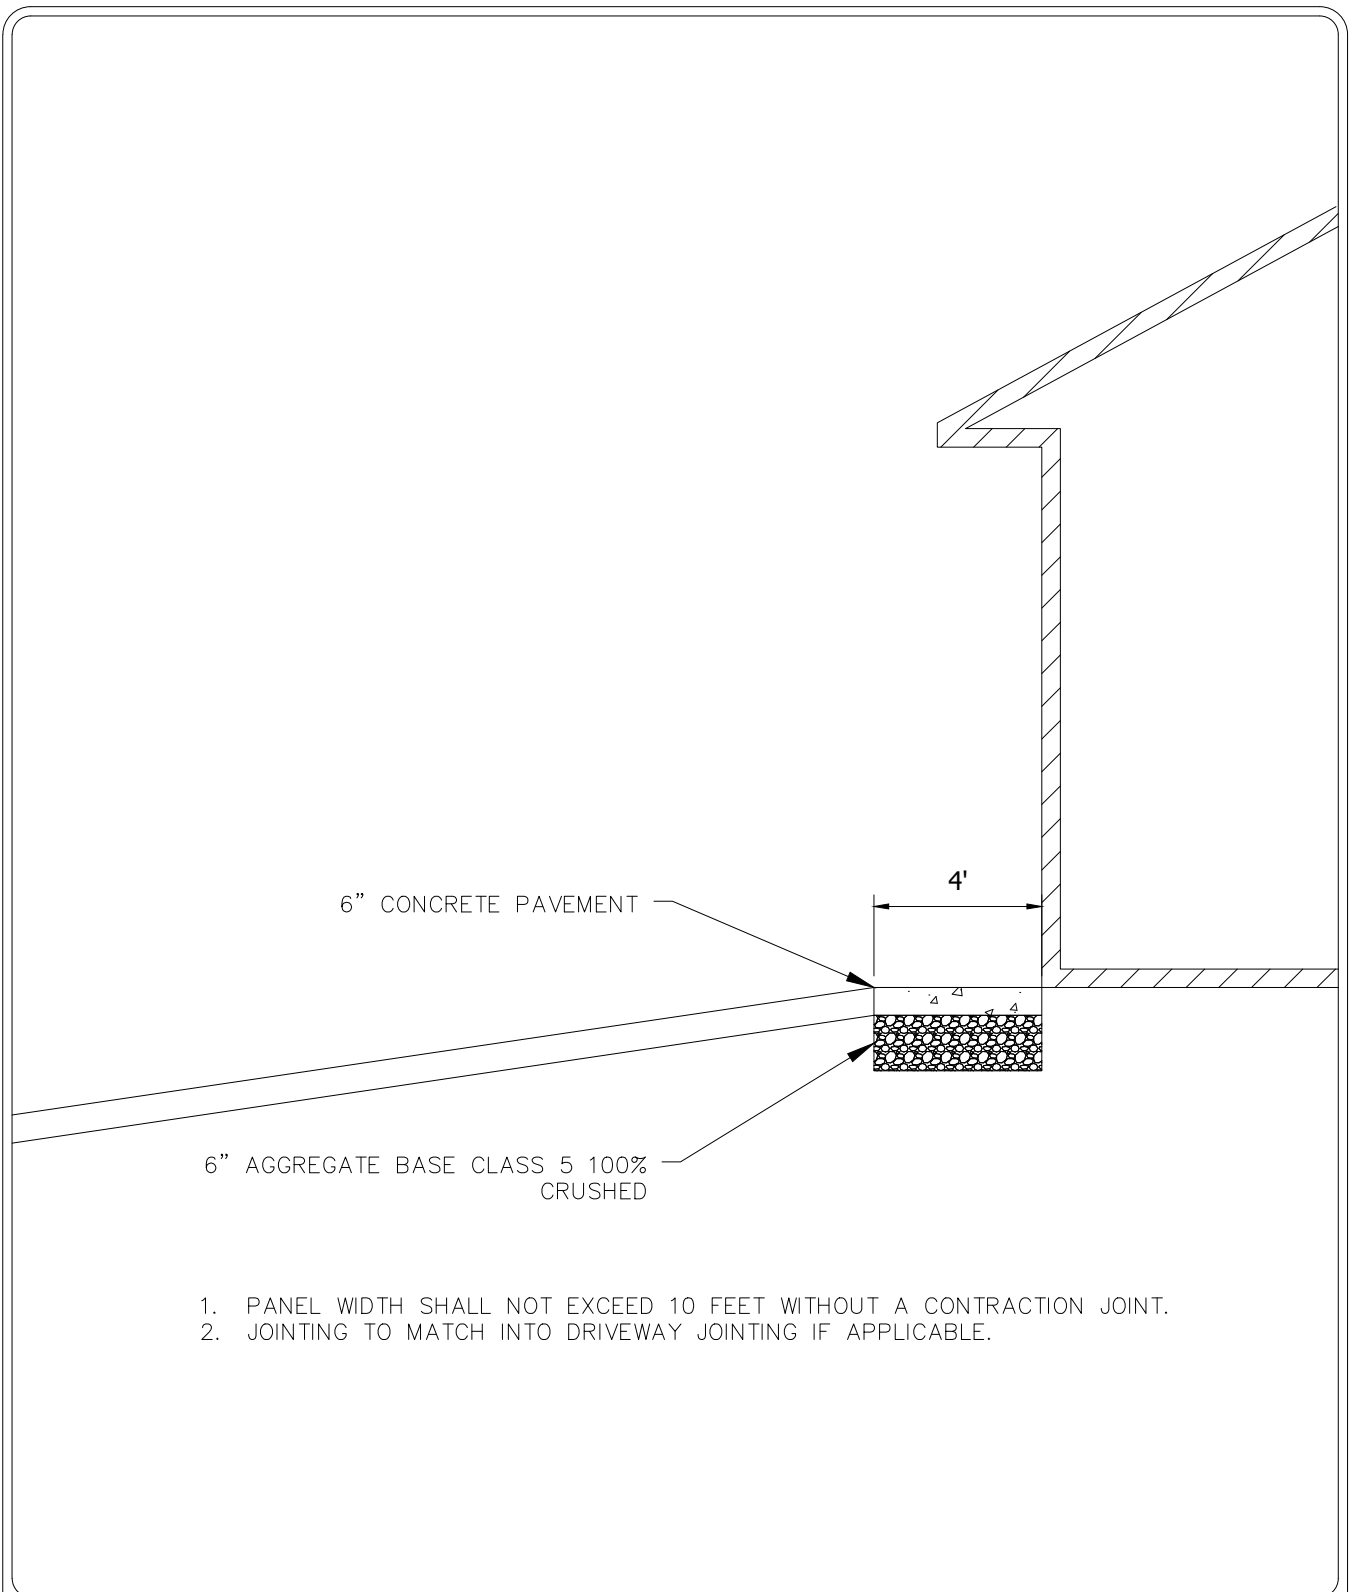 4'
6” CONCRETE PAVEMENT
6” AGGREGATE BASE CLASS 5 100%
CRUSHED
1. PANEL WIDTH SHALL NOT EXCEED 10 FEET WITHOUT A CONTRACTION JOINT.
2. JOINTING TO MATCH INTO DRIVEWAY JOINTING IF APPLICABLE.